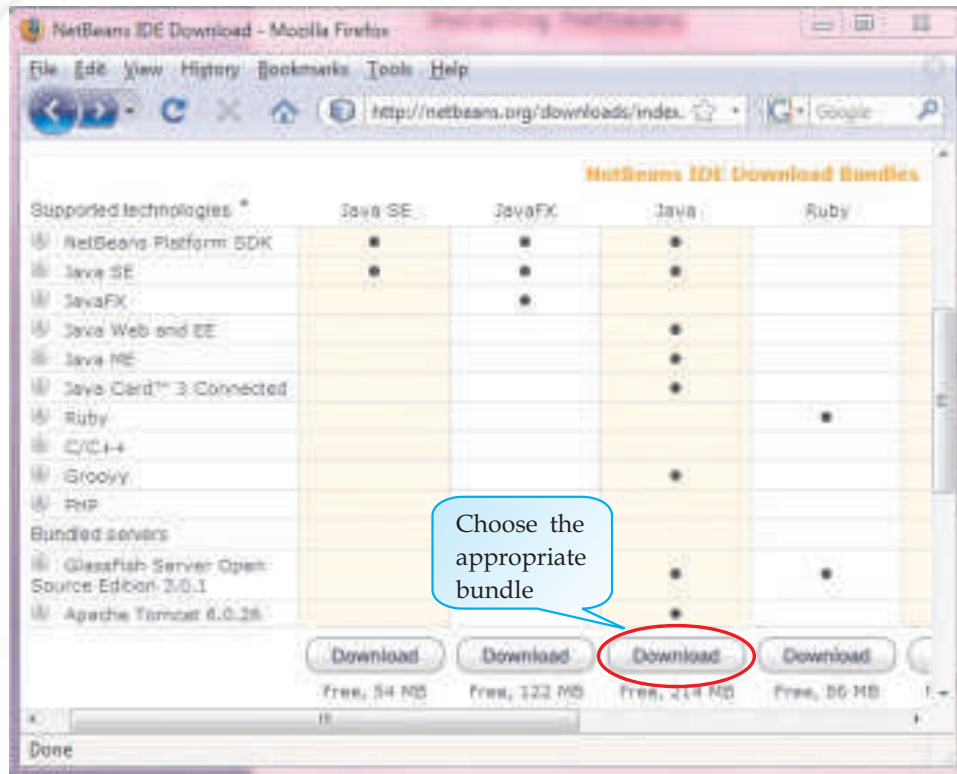 NetBeans IDE Download - Mozilla Firefox
File Edit View History Bookmarks Tools Help
http://netbeans.org/downloads/index. Google
NetBeans IDE Download Bundles
Supported technologies * Java SE JavaFX Java Ruby
NetBeans Platform SDK
Java SE
JavaFX
Java Web and EE
Java ME
Java Card™ 3 Connected
Ruby
C/C++
Groovy
PHP
Bundled servers
GlassFish Server Open
Source Edition 3.0.1
Apache Tomcat 6.0.26
Choose the
appropriate
bundle
Download Download Download Download
Free, 54 MB Free, 122 MB Free, 214 MB Free, 86 MB
Done